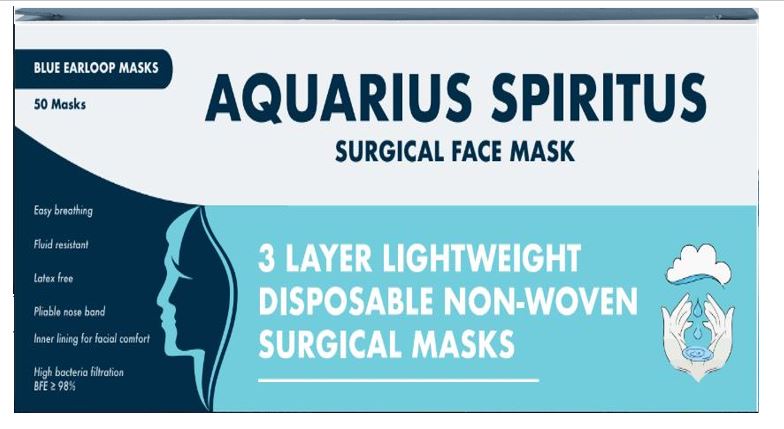 BLUE EARLOOP MASKS
50 Masks
AQUARIUS SPIRITUS
SURGICAL FACE MASK
Easy breathing
Fluid resistant
Latex free
Pliable nose band
Inner lining for facial comfort
High bacteria filtration
BFE ≥ 98%
3 LAYER LIGHTWEIGHT
DISPOSABLE NON-WOVEN
SURGICAL MASKS